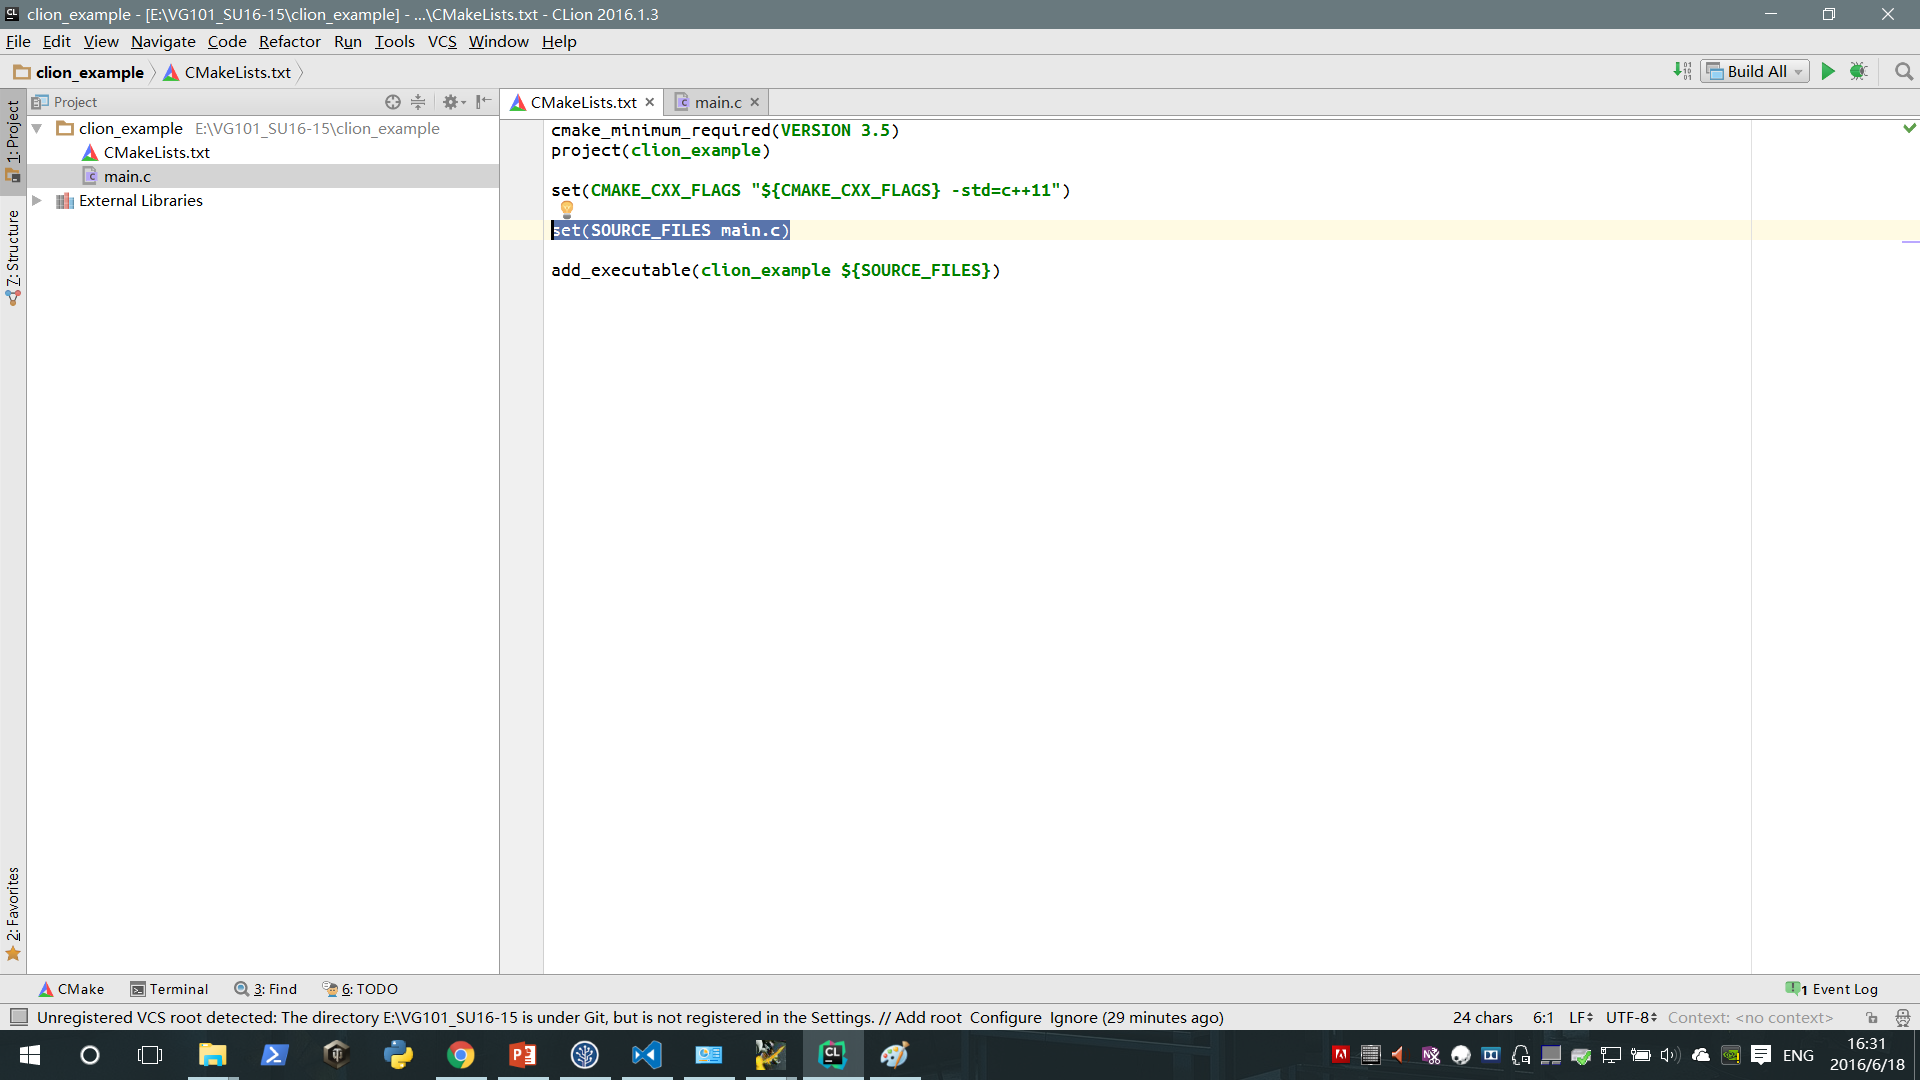 clion_example - [E:\VG101_SU16-15\clion_example] - ...\CMakeLists.txt - CLion 2016.1.3
File Edit View Navigate Code Refactor Run Tools VCS Window Help
clion_example CMakeLists.txt Build All
1: Project
7: Structure
2: Favorites
Project
clion_example E:\VG101_SU16-15\clion_example
CMakeLists.txt
main.c
External Libraries
CMakeLists.txt main.c
cmake_minimum_required(VERSION 3.5)
project(clion_example)
set(CMAKE_CXX_FLAGS "${CMAKE_CXX_FLAGS} -std=c++11")
set(SOURCE_FILES main.c)
add_executable(clion_example ${SOURCE_FILES})
CMake Terminal 3: Find 6: TODO 1 Event Log
Unregistered VCS root detected: The directory E:\VG101_SU16-15 is under Git, but is not registered in the Settings. // Add root Configure Ignore (29 minutes ago) 24 chars 6:1 LF UTF-8 Context: <no context>
ENG
16:31
2016/6/18